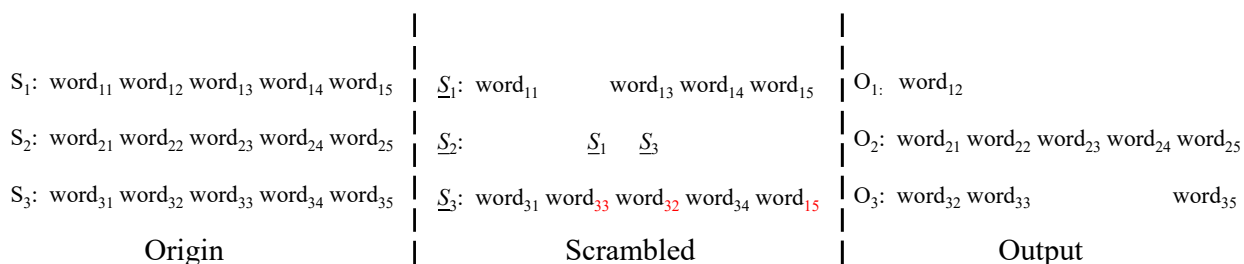 S₁: word₁₁ word₁₂ word₁₃ word₁₄ word₁₅
S₂: word₂₁ word₂₂ word₂₃ word₂₄ word₂₅
S₃: word₃₁ word₃₂ word₃₃ word₃₄ word₃₅
Origin
S₁: word₁₁ word₁₃ word₁₄ word₁₅
S₂: S₁ S₃
S₃: word₃₁ word₃₃ word₃₂ word₃₄ word₁₅
Scrambled
O₁: word₁₂
O₂: word₂₁ word₂₂ word₂₃ word₂₄ word₂₅
O₃: word₃₂ word₃₃ word₃₅
Output